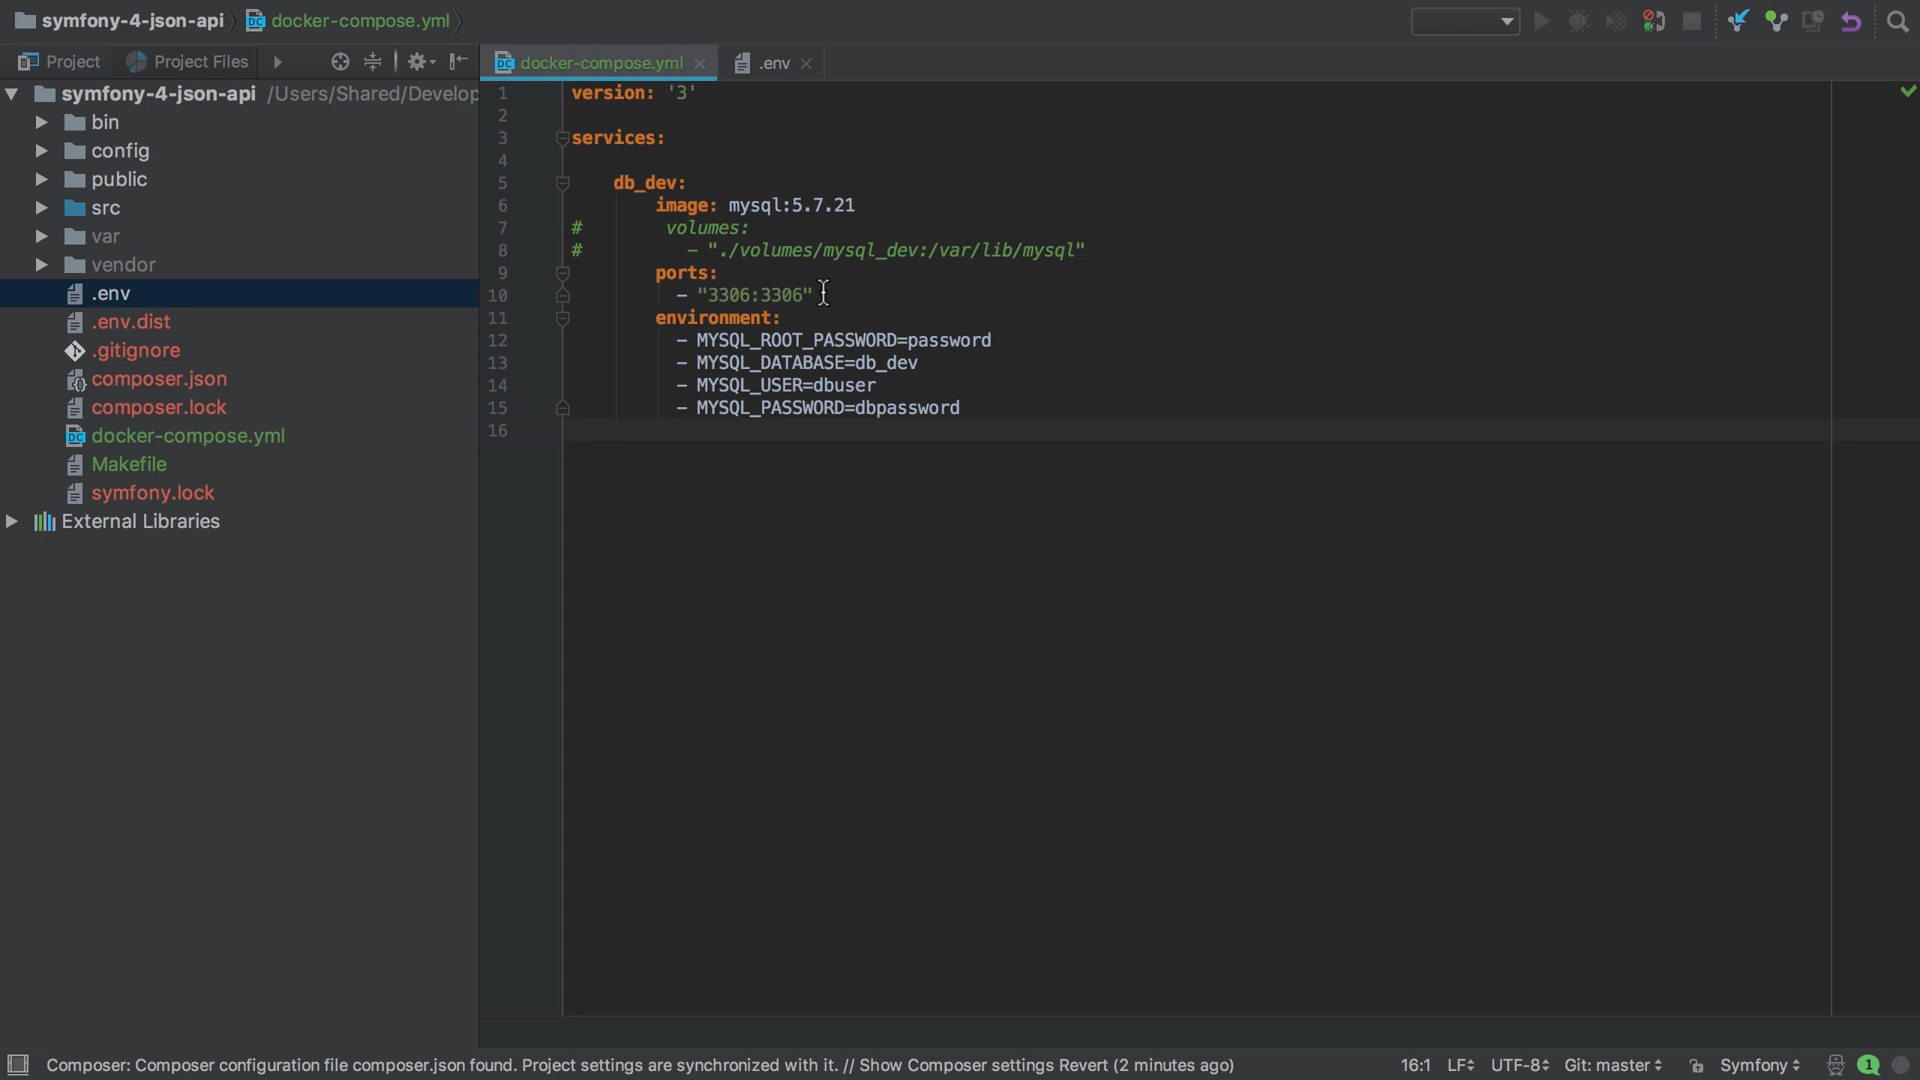 symfony-4-json-api docker-compose.yml
Project Project Files
docker-compose.yml .env
symfony-4-json-api /Users/Shared/Develop
bin
config
public
src
var
vendor
.env
.env.dist
.gitignore
composer.json
composer.lock
docker-compose.yml
Makefile
symfony.lock
External Libraries
1 version: '3'
2
3 services:
4
5 db_dev:
6 image: mysql:5.7.21
7 # volumes:
8 # - "./volumes/mysql_dev:/var/lib/mysql"
9 ports:
10 - "3306:3306"
11 environment:
12 - MYSQL_ROOT_PASSWORD=password
13 - MYSQL_DATABASE=db_dev
14 - MYSQL_USER=dbuser
15 - MYSQL_PASSWORD=dbpassword
16
Composer: Composer configuration file composer.json found. Project settings are synchronized with it. // Show Composer settings Revert (2 minutes ago) 16:1 LF UTF-8 Git: master Symfony 1